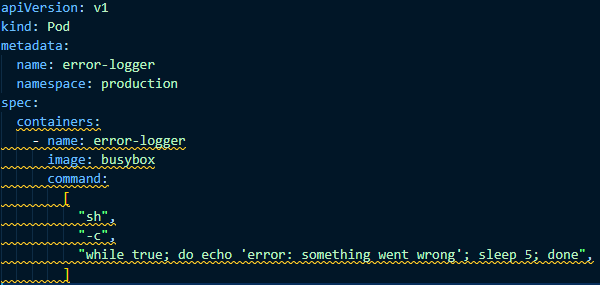 apiVersion: v1
kind: Pod
metadata:
  name: error-logger
  namespace: production
spec:
  containers:
    - name: error-logger
      image: busybox
      command:
        [
          "sh",
          "-c",
          "while true; do echo 'error: something went wrong'; sleep 5; done",
        ]